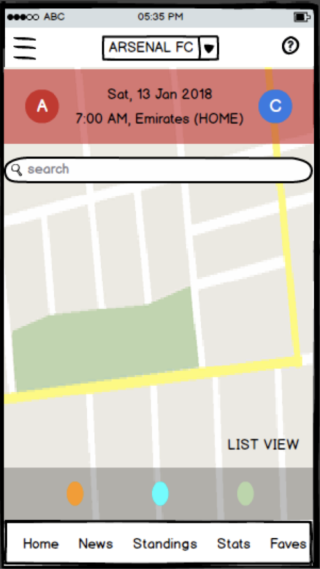 ABC 05:35 PM
ARSENAL FC
?
A
Sat, 13 Jan 2018
7:00 AM, Emirates (HOME)
C
search
LIST VIEW
Home News Standings Stats Faves